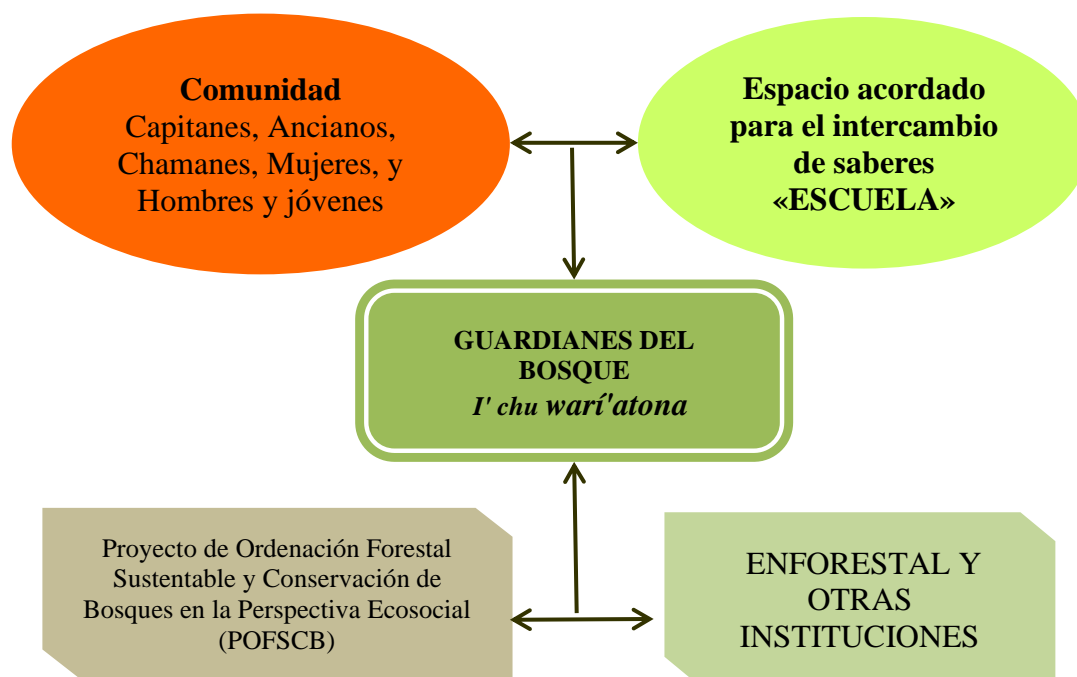 Comunidad
Capitanes, Ancianos,
Chamanes, Mujeres, y
Hombres y jóvenes
Espacio acordado
para el intercambio
de saberes
«ESCUELA»
GUARDIANES DEL
BOSQUE
I' chu warí'atona
Proyecto de Ordenación Forestal
Sustentable y Conservación de
Bosques en la Perspectiva Ecosocial
(POFSCB)
ENFORESTAL Y
OTRAS
INSTITUCIONES